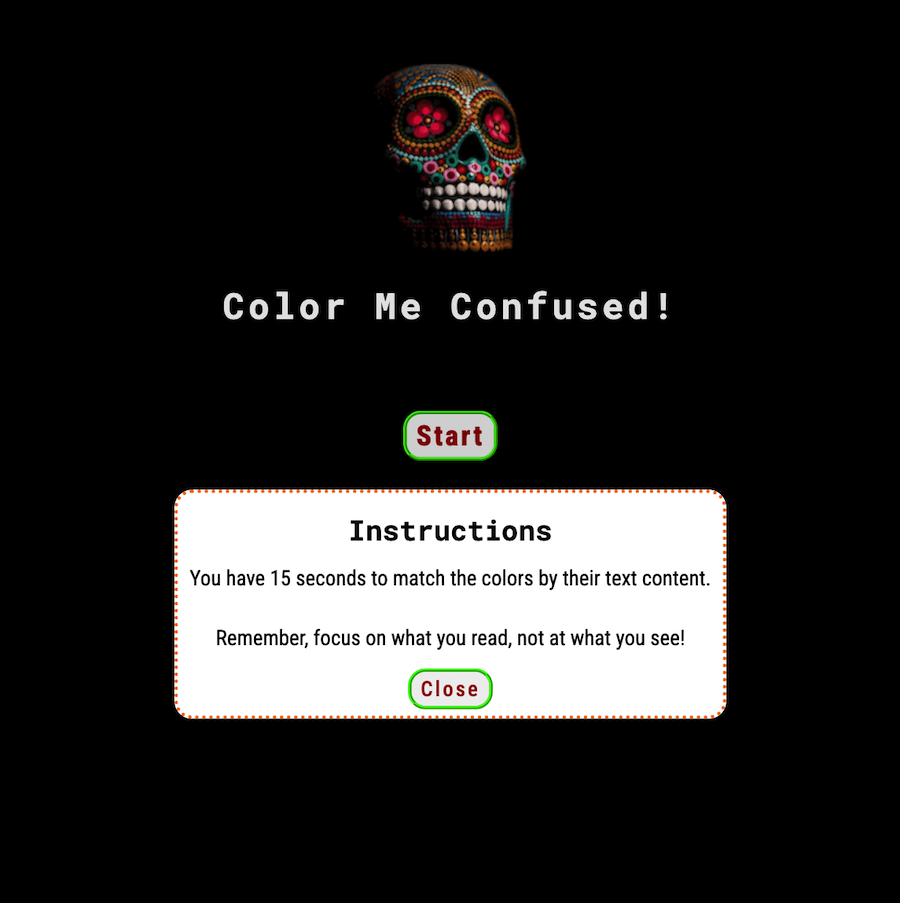 Color Me Confused!
Start
Instructions
You have 15 seconds to match the colors by their text content.
Remember, focus on what you read, not at what you see!
Close